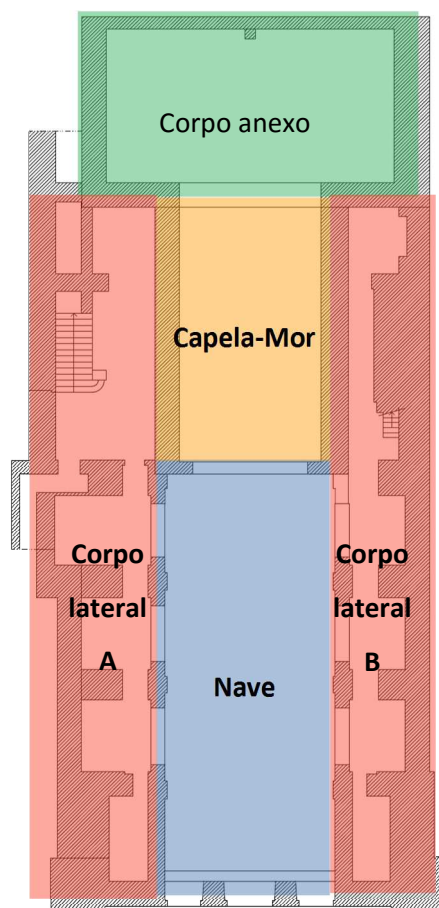 Corpo anexo
Capela-Mor
Corpo
lateral
A
Corpo
lateral
B
Nave